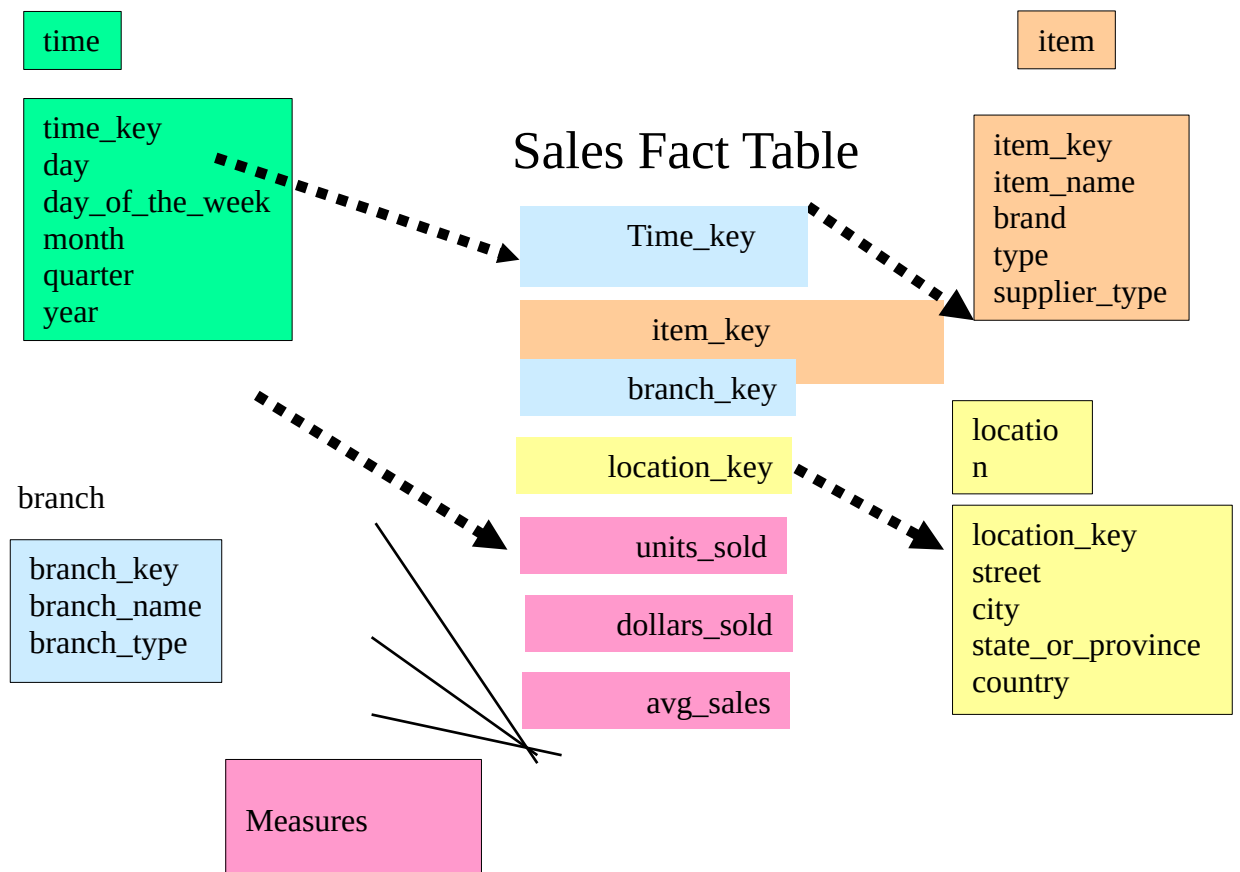 time
time_key
day
day_of_the_week
month
quarter
year
branch
branch_key
branch_name
branch_type
Measures
Sales Fact Table
Time_key
item_key
branch_key
location_key
units_sold
dollars_sold
avg_sales
item
item_key
item_name
brand
type
supplier_type
locatio
n
location_key
street
city
state_or_province
country